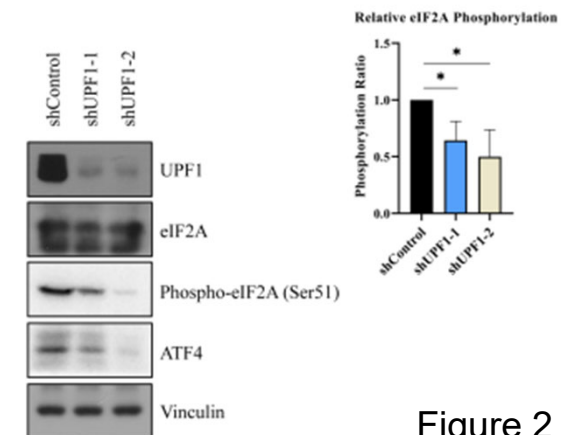 shControl
shUPF1-1
shUPF1-2
UPF1
eIF2A
Phospho-eIF2A (Ser51)
ATF4
Vinculin
Relative eIF2A Phosphorylation
Phosphorylation Ratio
1.5
1.0
0.5
0.0
*
*
shControl
shUPF1-1
shUPF1-2
Figure 2